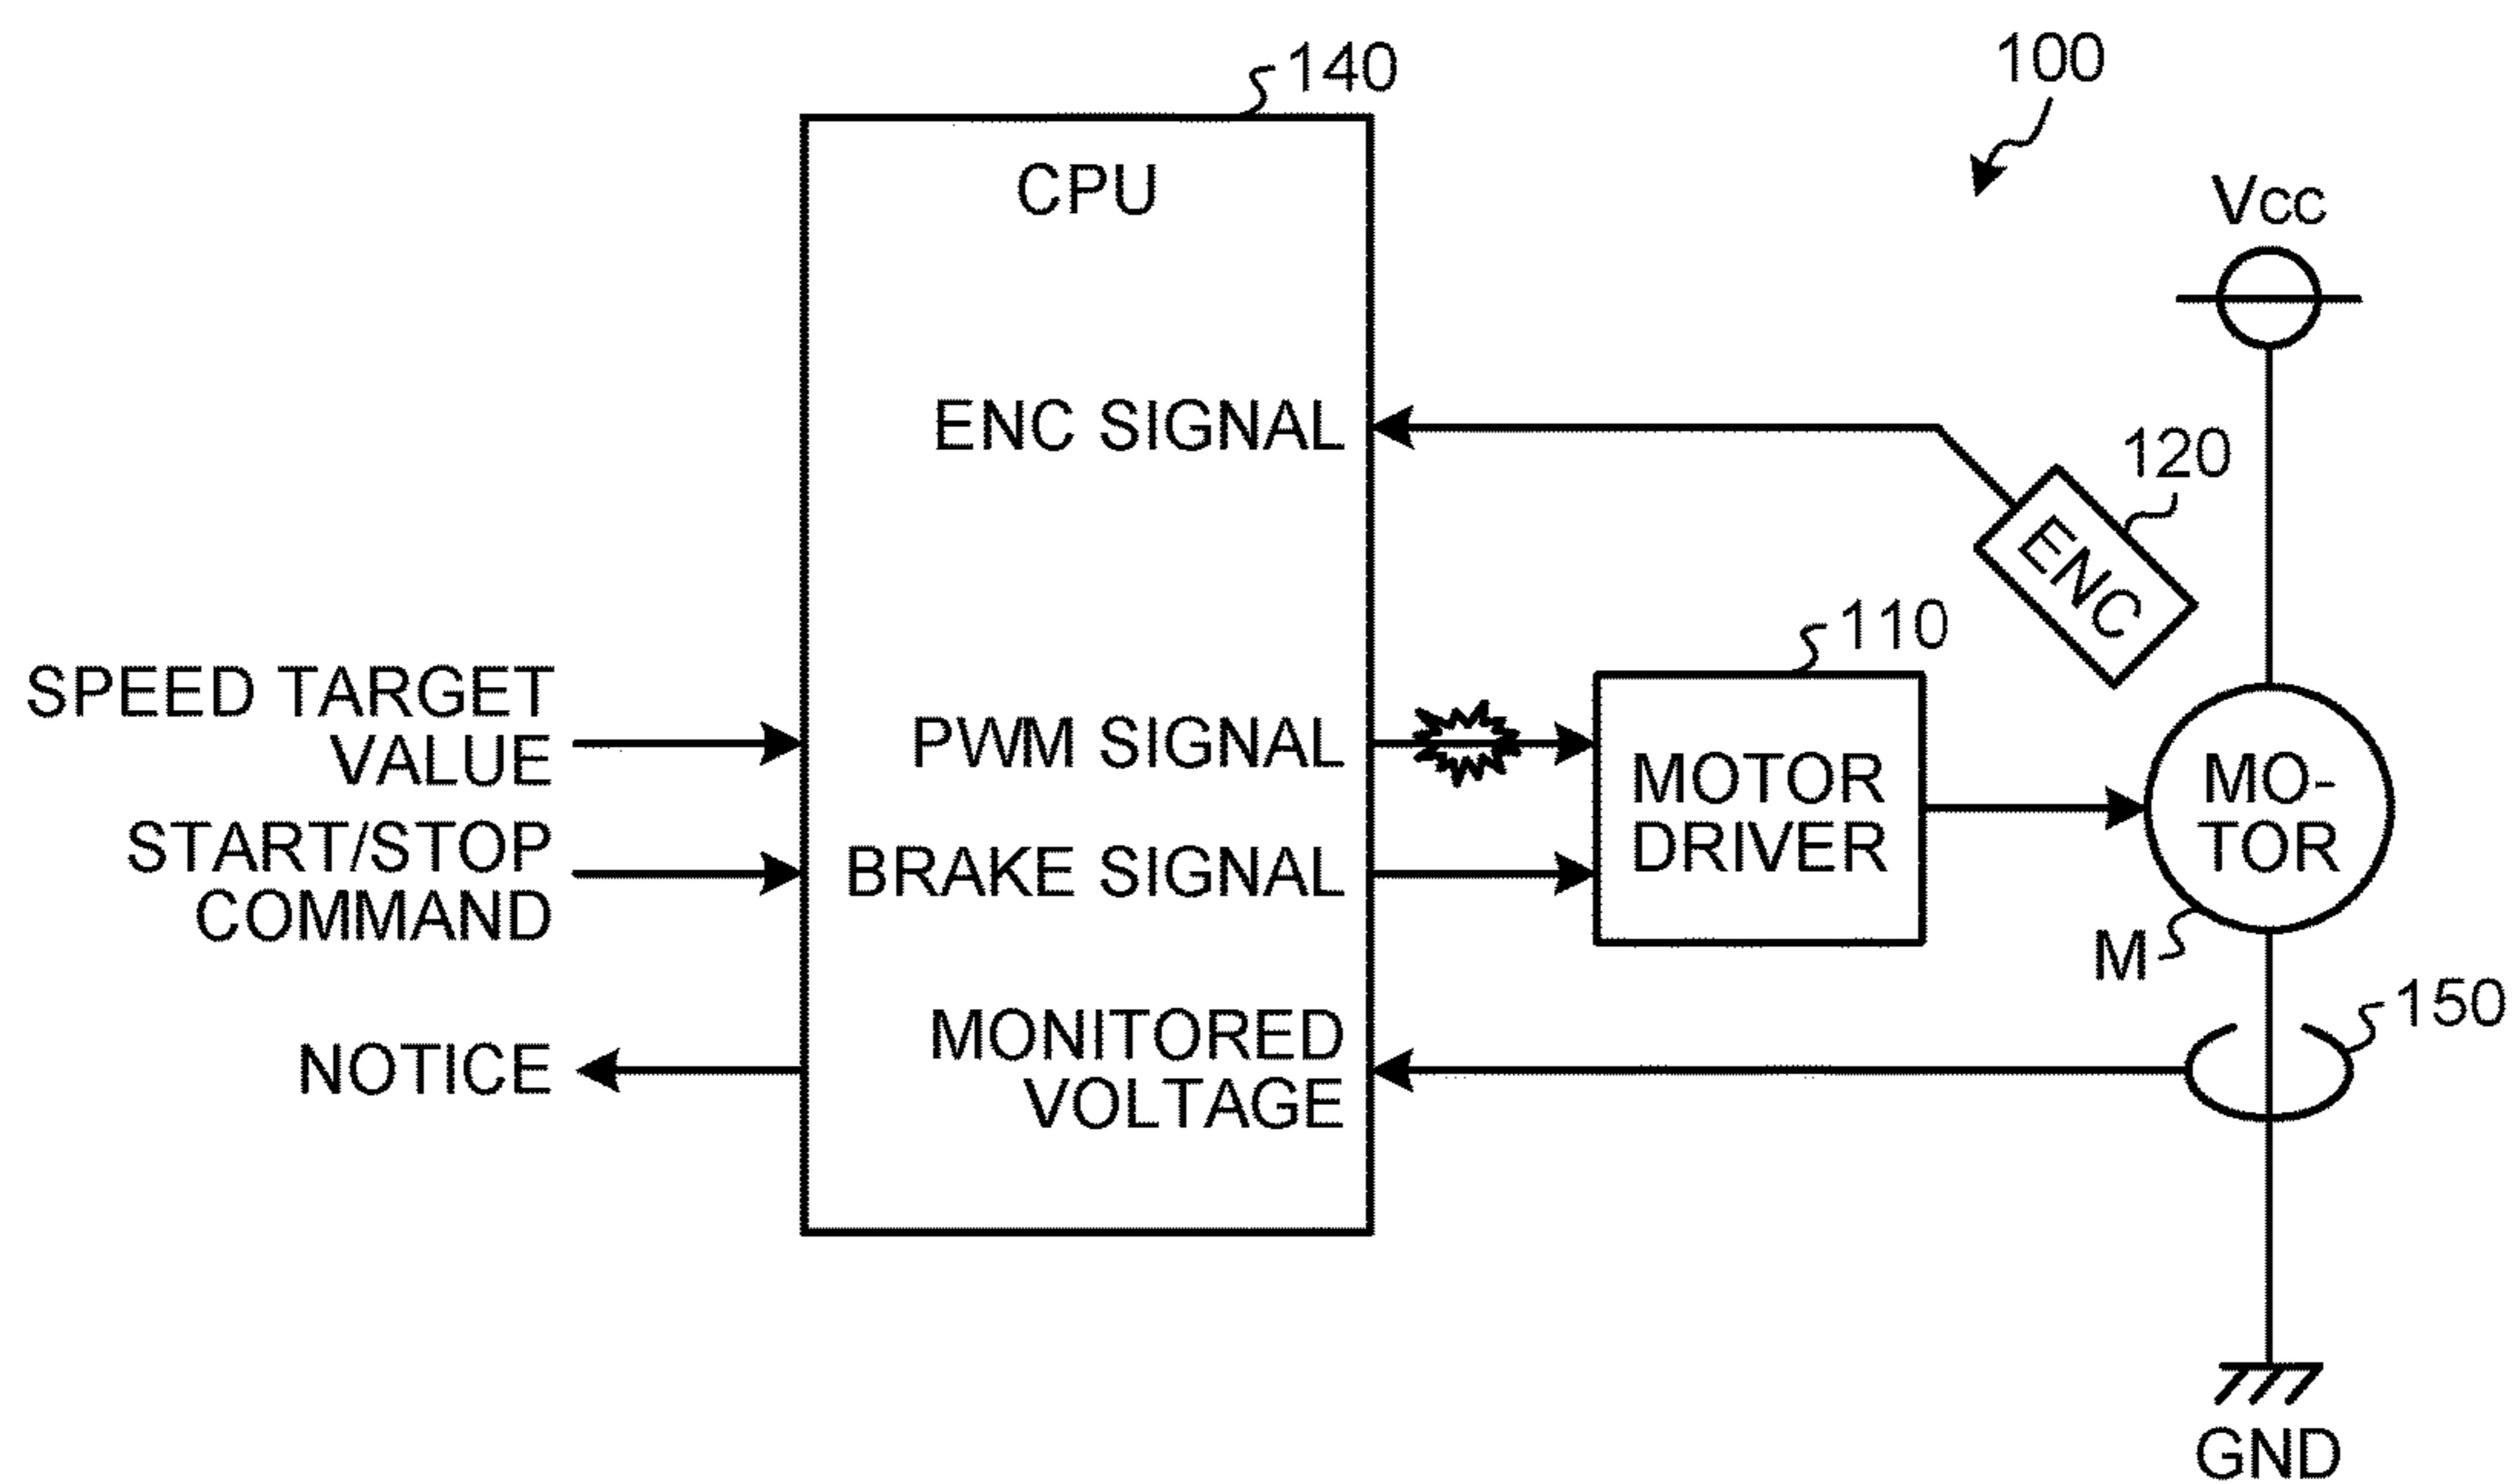 140
100
CPU
Vcc
ENC SIGNAL
120
ENC
110
SPEED TARGET
VALUE
PWM SIGNAL
MOTOR
DRIVER
MO-
TOR
START/STOP
COMMAND
BRAKE SIGNAL
M
150
NOTICE
MONITORED
VOLTAGE
GND